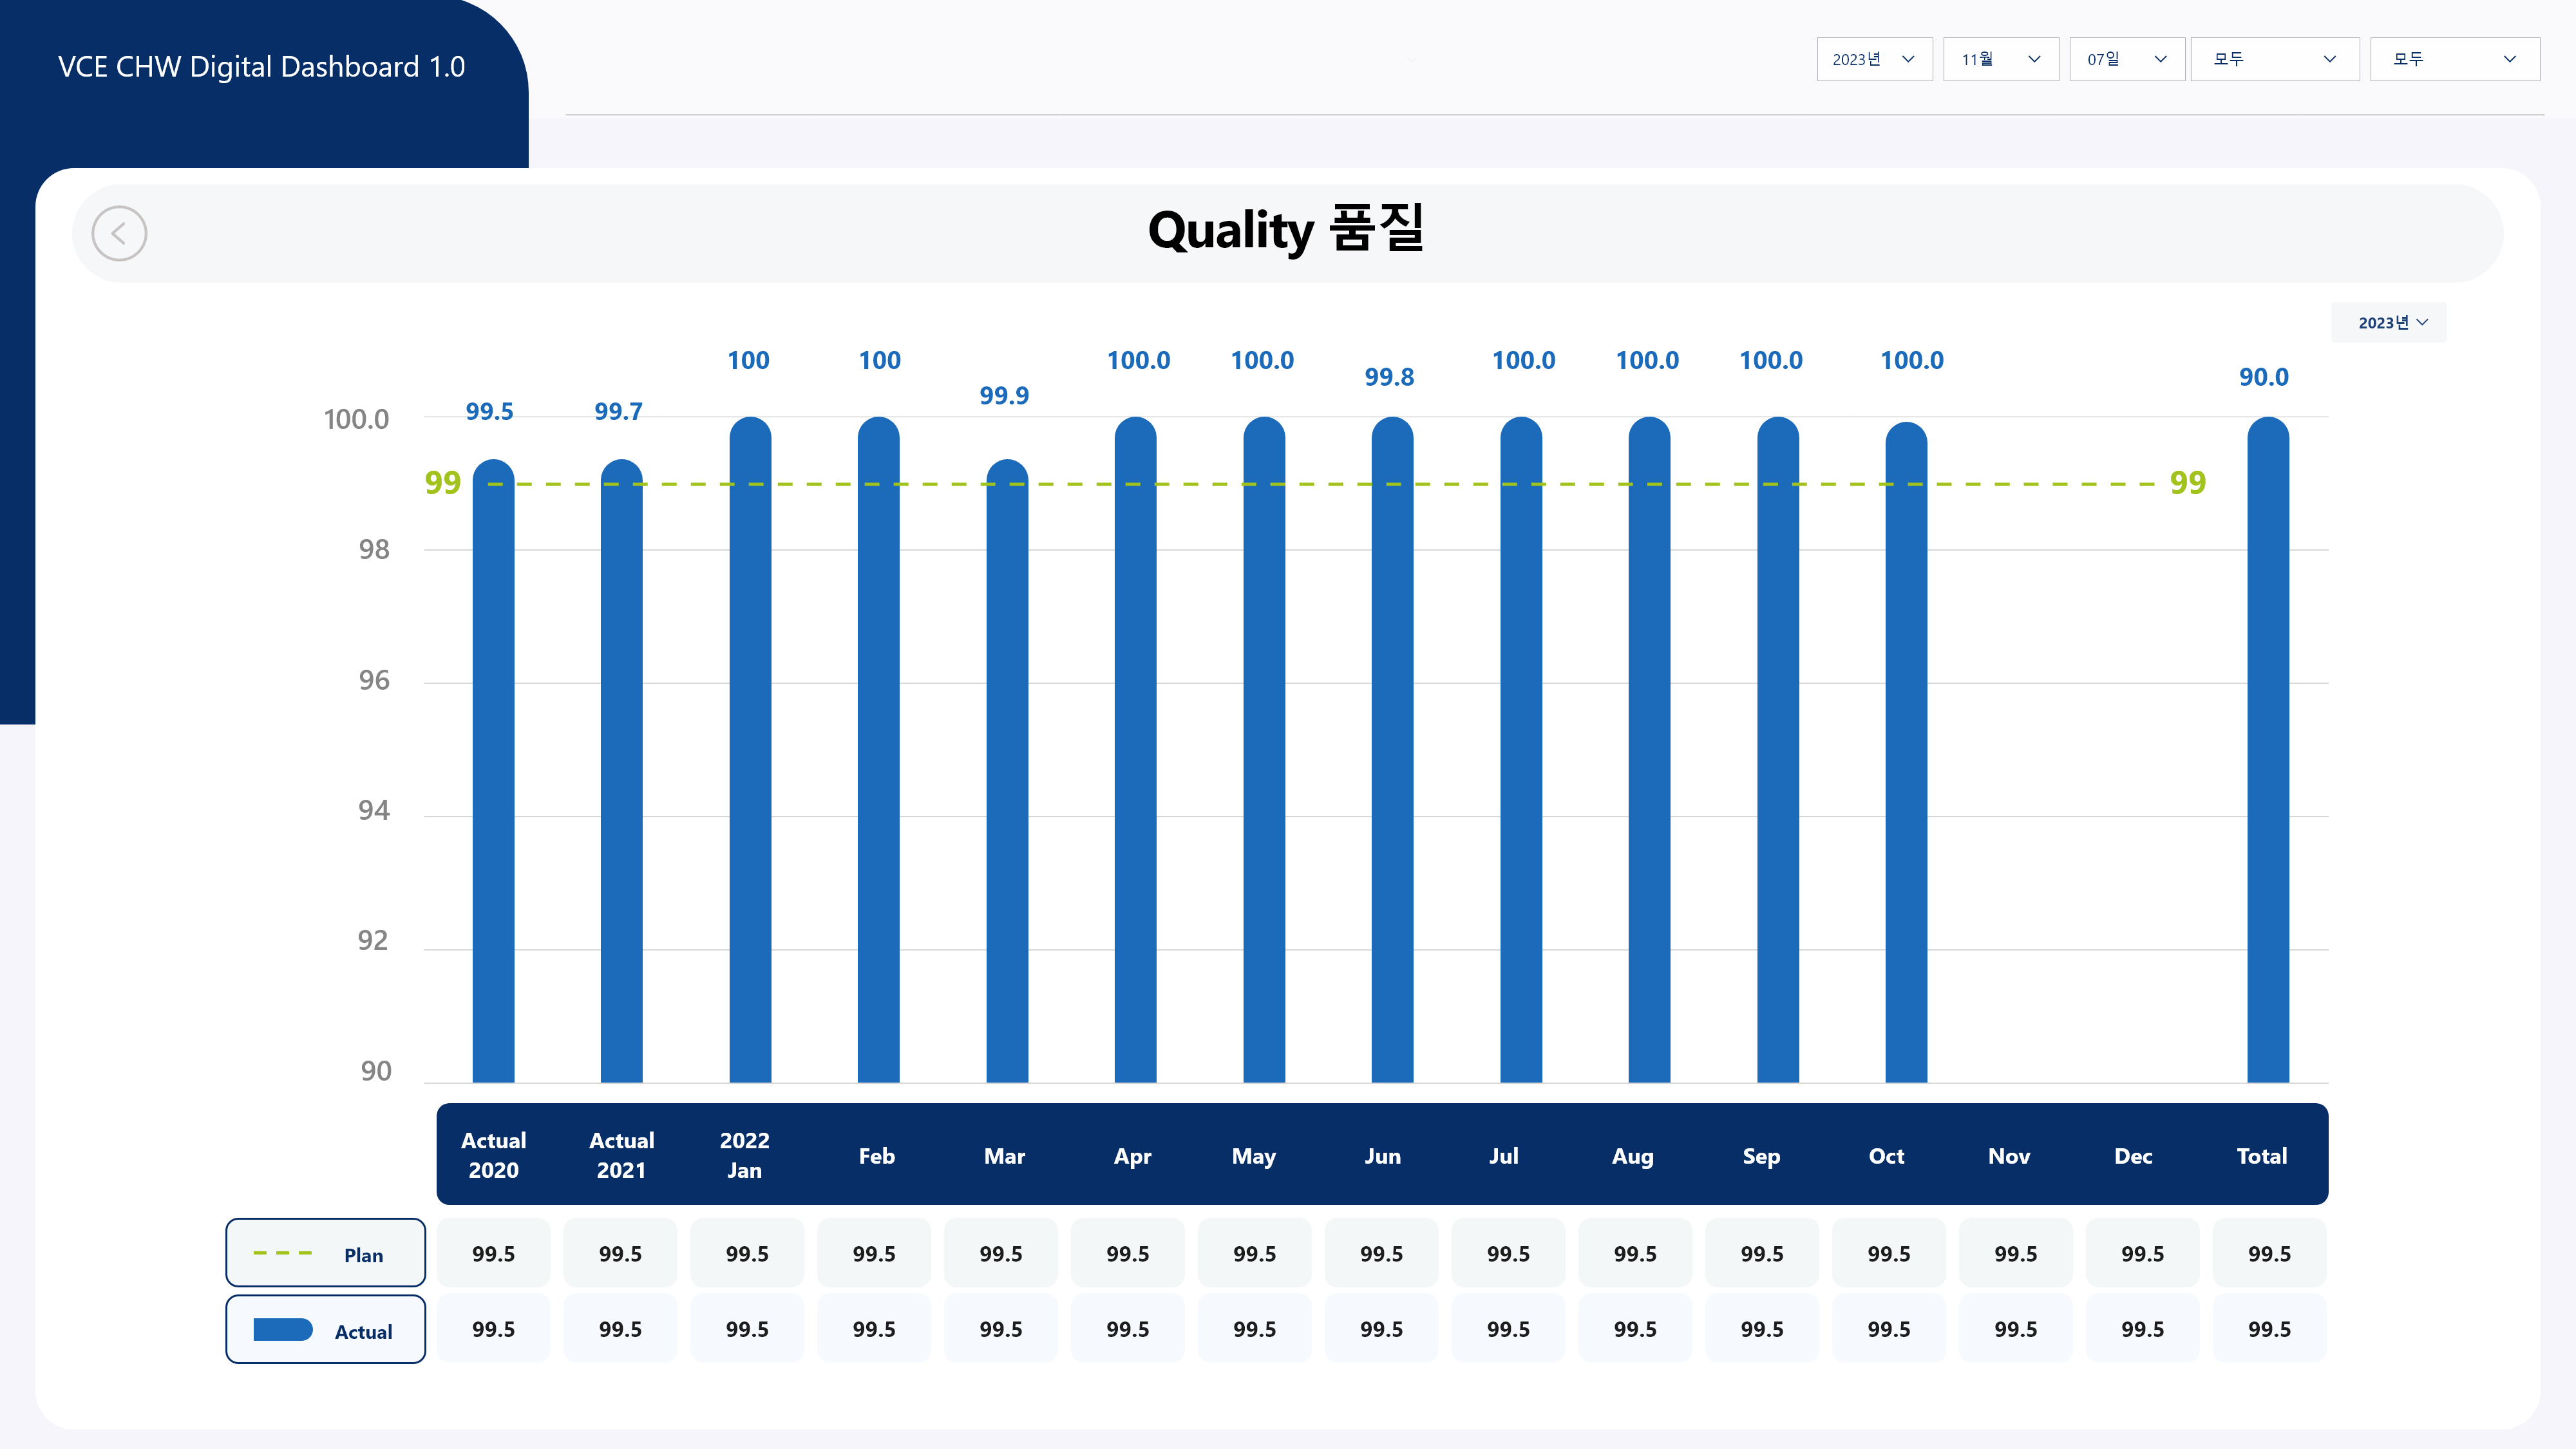 VCE CHW Digital Dashboard 1.0
2023년 11월 07일 모두 모두
Quality 품질
2023년
99.5 99.7 100 100 99.9 100.0 100.0 99.8 100.0 100.0 100.0 100.0 90.0
100.0
99 99
98
96
94
92
90
Actual 2020
Actual 2021
2022 Jan
Feb Mar Apr May Jun Jul Aug Sep Oct Nov Dec Total
Plan 99.5 99.5 99.5 99.5 99.5 99.5 99.5 99.5 99.5 99.5 99.5 99.5 99.5 99.5 99.5
Actual 99.5 99.5 99.5 99.5 99.5 99.5 99.5 99.5 99.5 99.5 99.5 99.5 99.5 99.5 99.5